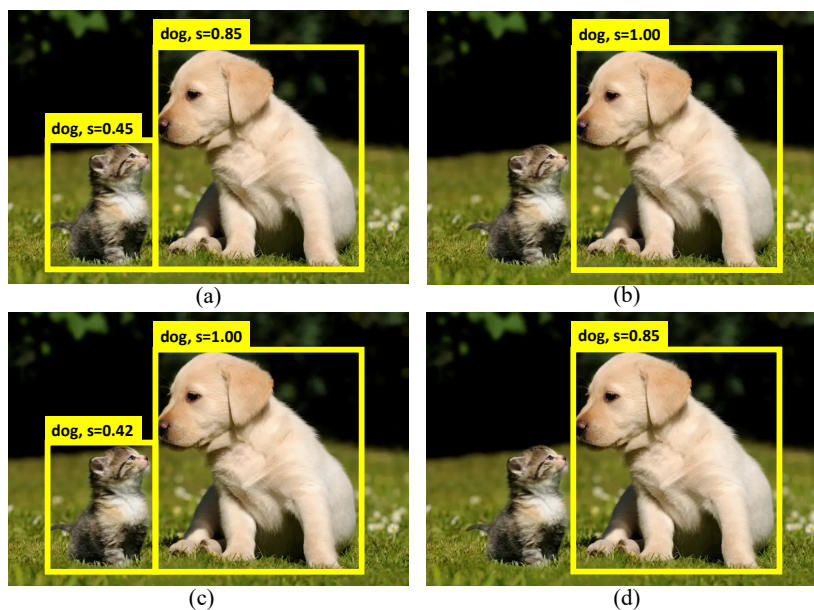 dog, s=0.85
dog, s=0.45
(a)
dog, s=1.00
(b)
dog, s=1.00
dog, s=0.42
(c)
dog, s=0.85
(d)